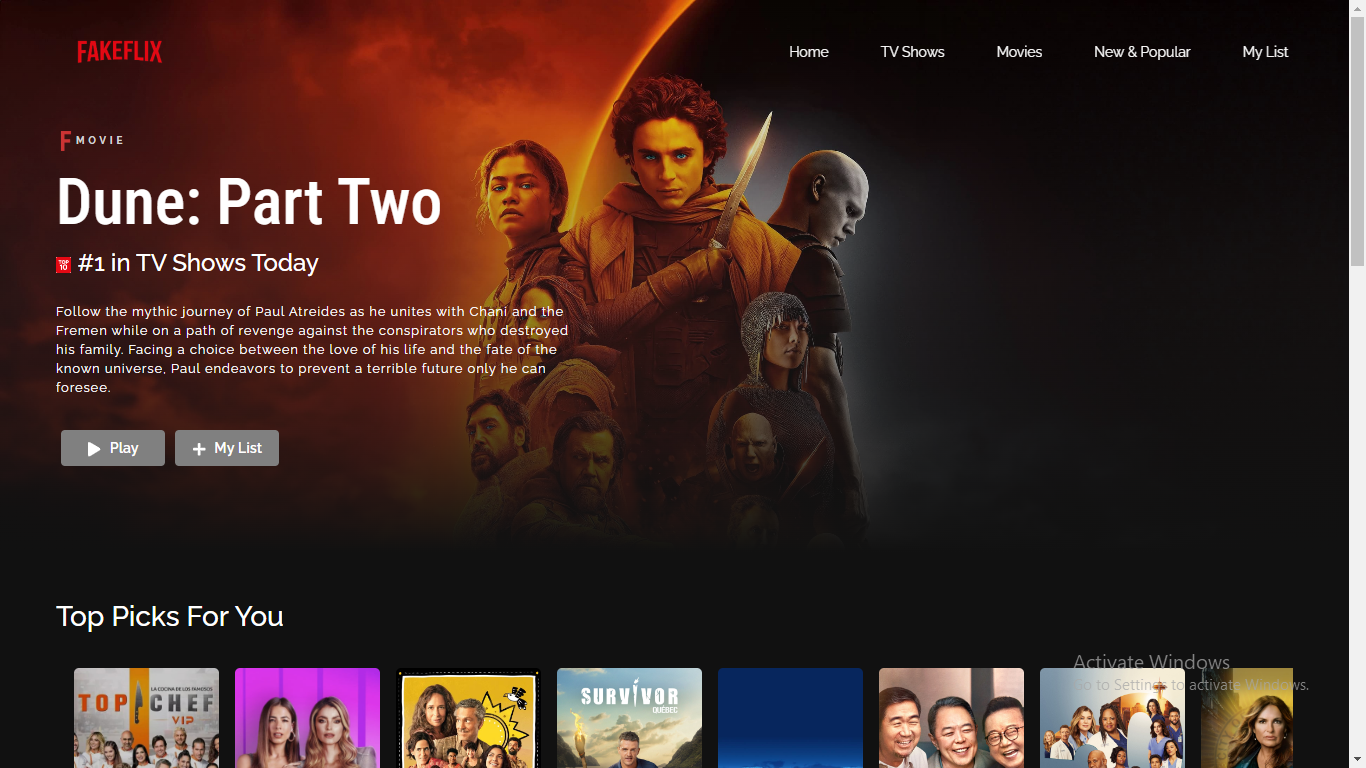 FAKEFLIX
Home
TV Shows
Movies
New & Popular
My List
F MOVIE
Dune: Part Two
TOP 10
#1 in TV Shows Today
Follow the mythic journey of Paul Atreides as he unites with Chani and the
Fremen while on a path of revenge against the conspirators who destroyed
his family. Facing a choice between the love of his life and the fate of the
known universe, Paul endeavors to prevent a terrible future only he can
foresee.
Play
My List
Top Picks For You
LA COCINA DE LOS FAMOSOS
TOP CHEF
VIP
SURVIVOR
QUÉBEC
Activate Windows
Go to Settings to activate Windows.